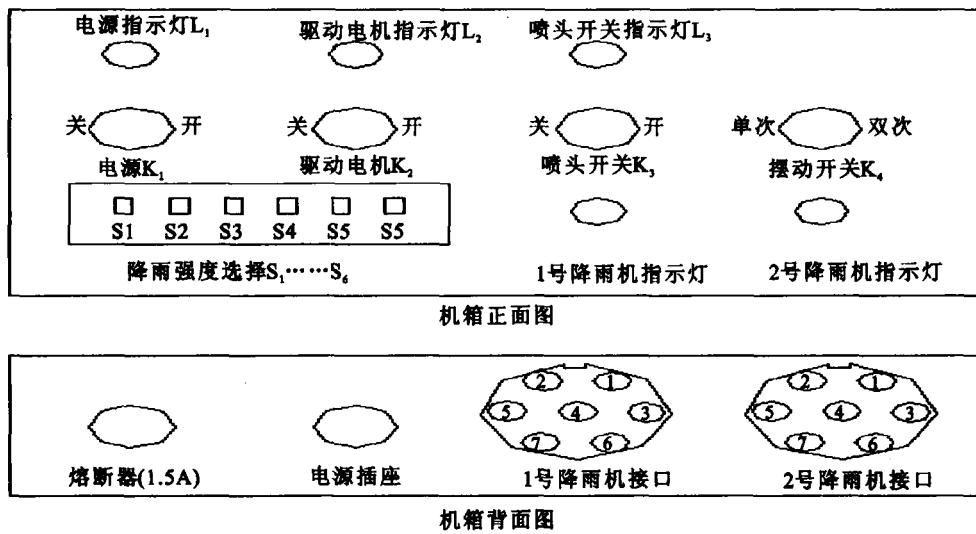 电源指示灯L₁ 驱动电机指示灯L₂ 喷头开关指示灯L₃
关 开 关 开 关 开 单次 双次
电源K₁ 驱动电机K₂ 喷头开关K₃ 摆动开关K₄
S1 S2 S3 S4 S5 S5
降雨强度选择S₁……S₆ 1号降雨机指示灯 2号降雨机指示灯
机箱正面图
2 1 2 1
5 4 3 5 4 3
7 6 7 6
熔断器(1.5A) 电源插座 1号降雨机接口 2号降雨机接口
机箱背面图